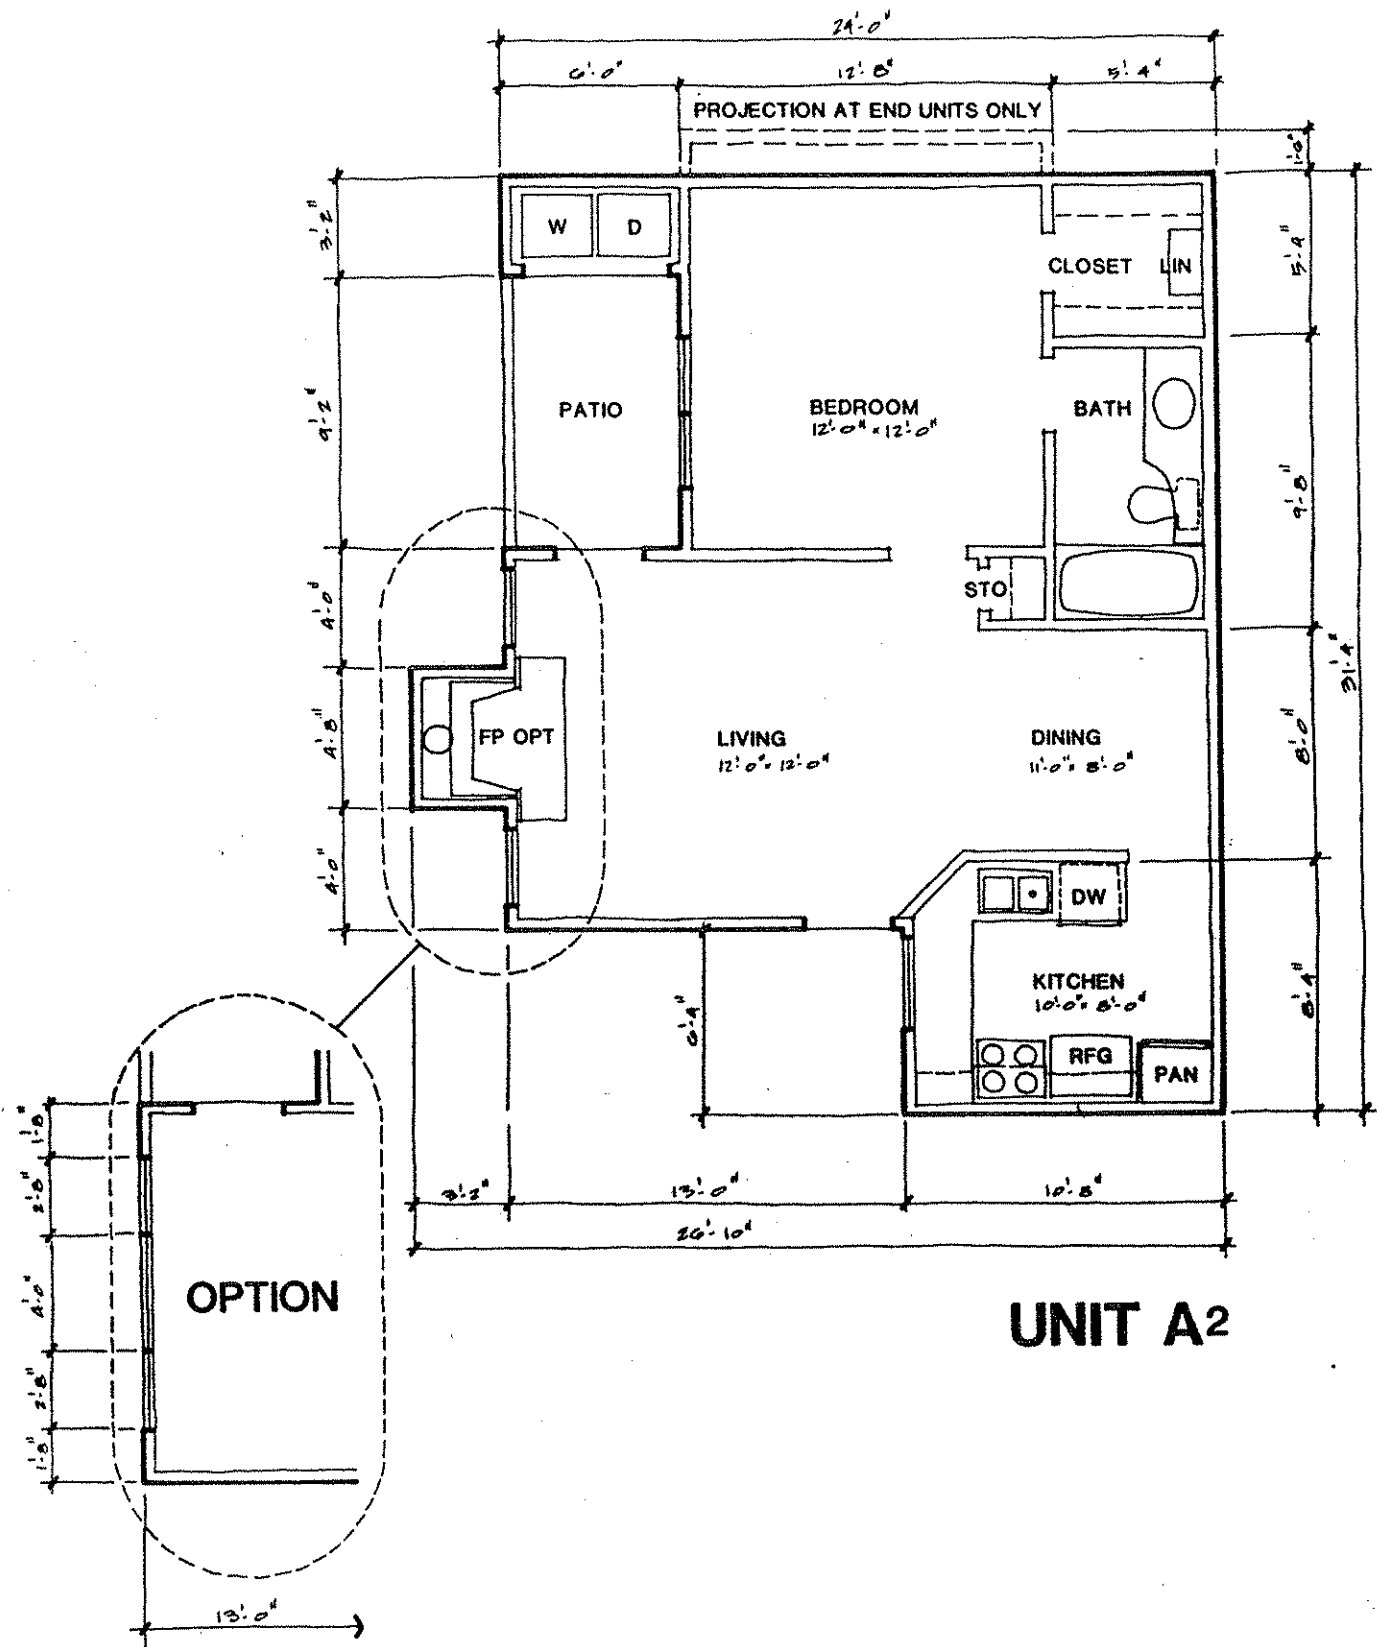 24'-0"
6'-0" 12'-8" 5'-4"
PROJECTION AT END UNITS ONLY
1'-0"
3'-2"
W D
CLOSET LIN
5'-4"
9'-2"
PATIO
BEDROOM
12'-0" × 12'-0"
BATH
9'-8"
4'-0"
STO
31'-4"
4'-8"
FP OPT
LIVING
12'-0" × 12'-0"
DINING
11'-0" × 8'-0"
8'-0"
4'-0"
DW
KITCHEN
10'-0" × 8'-0"
6'-4"
8'-4"
RFG
PAN
3'-2" 13'-0" 10'-8"
26'-10"
1'-8"
2'-8"
4'-0"
2'-8"
1'-8"
OPTION
UNIT A2
13'-0"